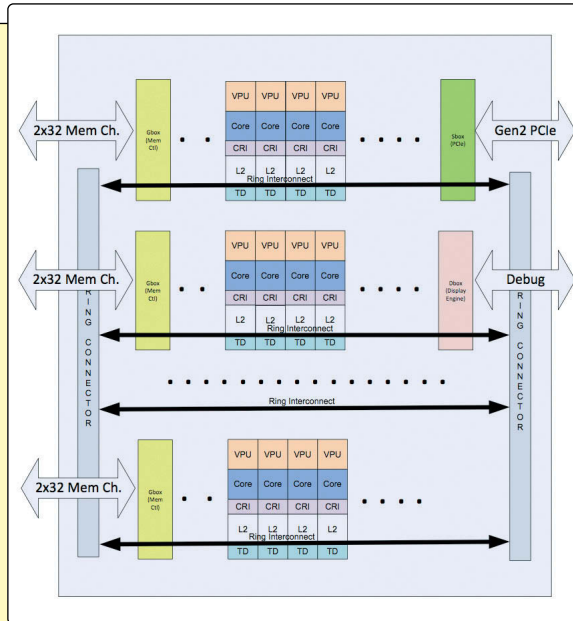 VPU VPU VPU VPU
2x32 Mem Ch.
Gbox
(Mem
Ctl)
Core Core Core Core
Sbox
(PCIe)
Gen2 PCIe
CRI CRI CRI CRI
L2 L2 L2 L2
Ring Interconnect
TD TD TD TD
VPU VPU VPU VPU
2x32 Mem Ch.
Gbox
(Mem
Ctl)
Core Core Core Core
Dbox
(Display
Engine)
Debug
CRI CRI CRI CRI
L2 L2 L2 L2
Ring Interconnect
TD TD TD TD
RING CONNECTOR
RING CONNECTOR
Ring Interconnect
VPU VPU VPU VPU
2x32 Mem Ch.
Gbox
(Mem
Ctl)
Core Core Core Core
CRI CRI CRI CRI
L2 L2 L2 L2
Ring Interconnect
TD TD TD TD